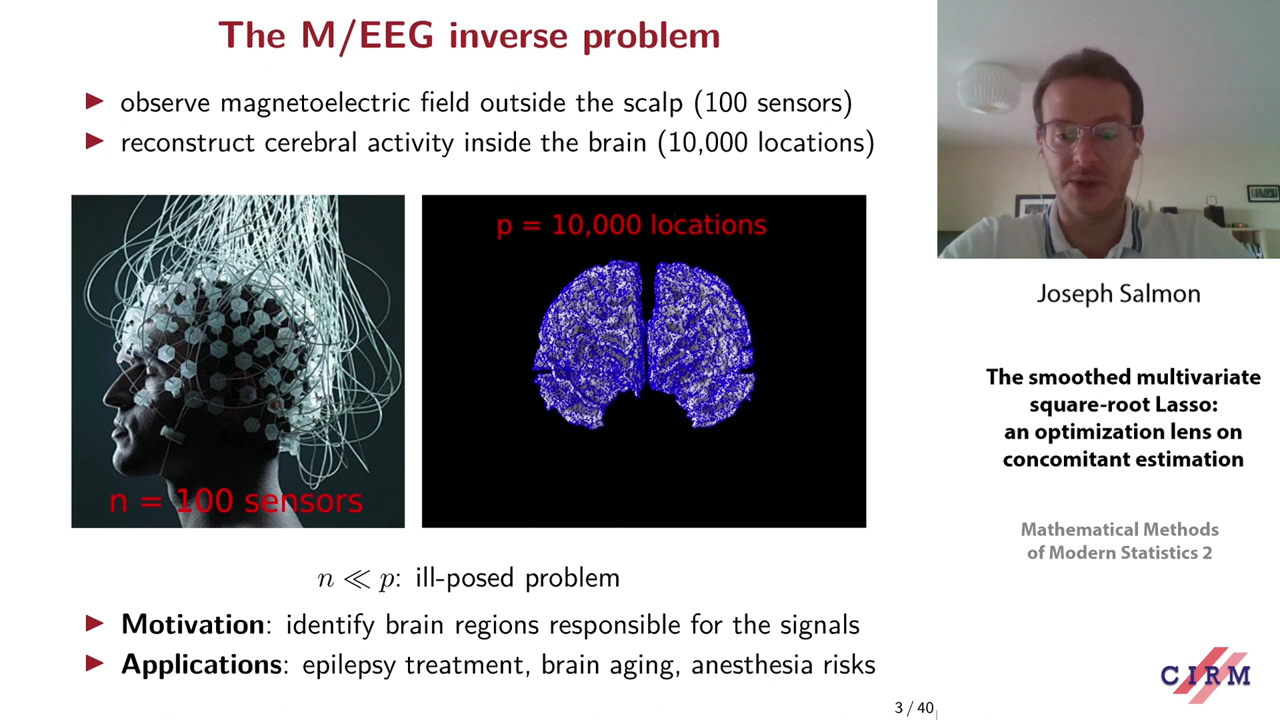 The M/EEG inverse problem
▶ observe magnetoelectric field outside the scalp (100 sensors)
▶ reconstruct cerebral activity inside the brain (10,000 locations)
n = 100 sensors
p = 10,000 locations
n ≪ p: ill-posed problem
▶ Motivation: identify brain regions responsible for the signals
▶ Applications: epilepsy treatment, brain aging, anesthesia risks
3 / 40
Joseph Salmon
The smoothed multivariate
square-root Lasso:
an optimization lens on
concomitant estimation
Mathematical Methods
of Modern Statistics 2
CIRM